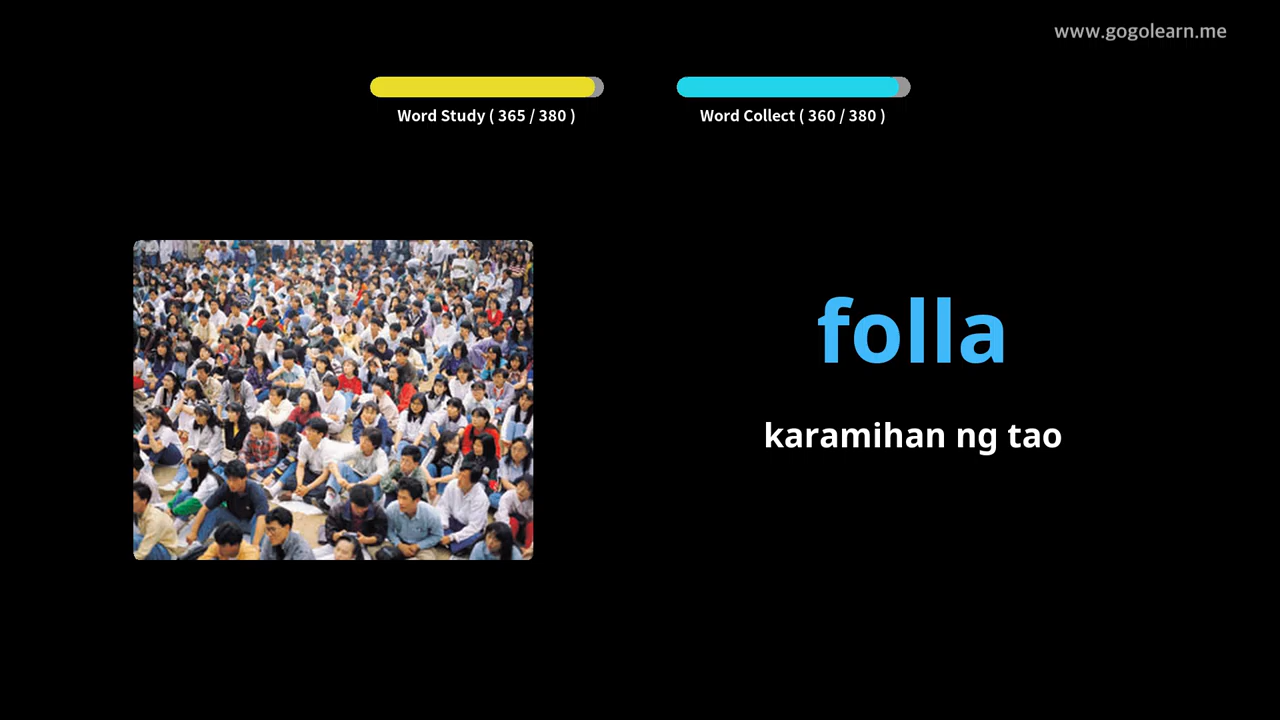 www.gogolearn.me
Word Study ( 365 / 380 )
Word Collect ( 360 / 380 )
folla
karamihan ng tao